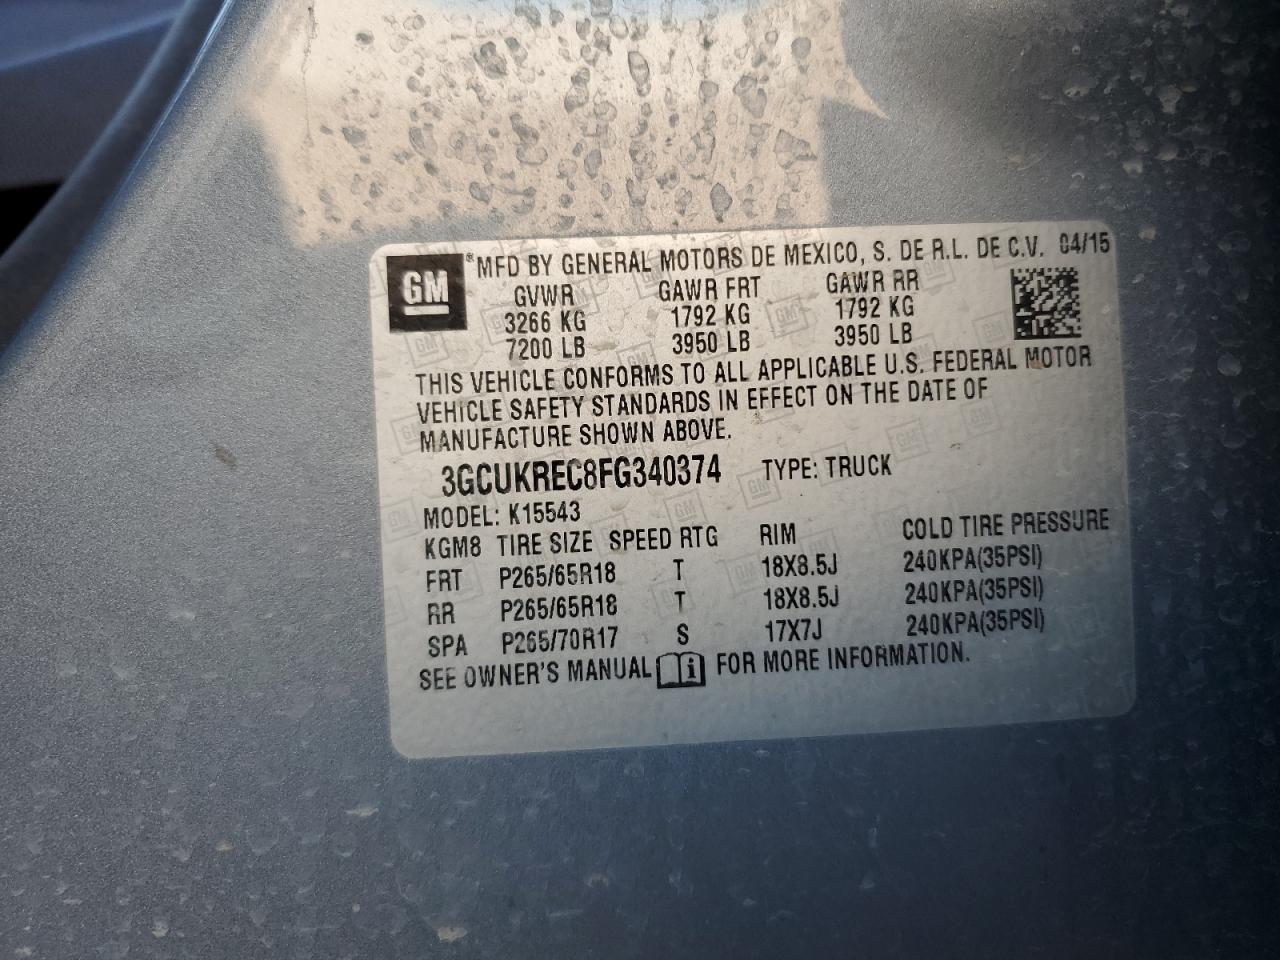 GM ® MFD BY GENERAL MOTORS DE MEXICO, S. DE R.L. DE C.V. 04/15
GVWR GAWR FRT GAWR RR
3266 KG 1792 KG 1792 KG
7200 LB 3950 LB 3950 LB
THIS VEHICLE CONFORMS TO ALL APPLICABLE U.S. FEDERAL MOTOR
VEHICLE SAFETY STANDARDS IN EFFECT ON THE DATE OF
MANUFACTURE SHOWN ABOVE.
3GCUKREC8FG340374 TYPE: TRUCK
MODEL: K15543
KGM8 TIRE SIZE SPEED RTG RIM COLD TIRE PRESSURE
FRT P265/65R18 T 18X8.5J 240KPA(35PSI)
RR P265/65R18 T 18X8.5J 240KPA(35PSI)
SPA P265/70R17 S 17X7J 240KPA(35PSI)
SEE OWNER'S MANUAL i FOR MORE INFORMATION.